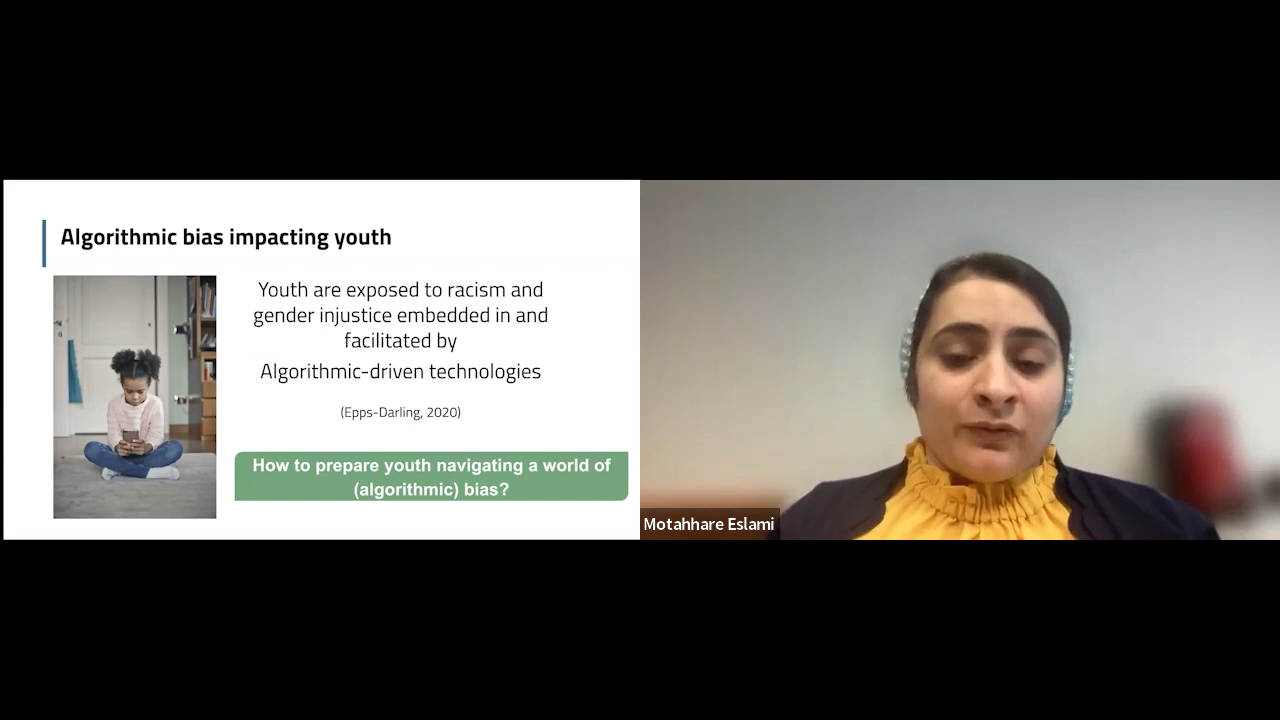 Algorithmic bias impacting youth
Youth are exposed to racism and
gender injustice embedded in and
facilitated by
Algorithmic-driven technologies
(Epps-Darling, 2020)
How to prepare youth navigating a world of
(algorithmic) bias?
Motahhare Eslami